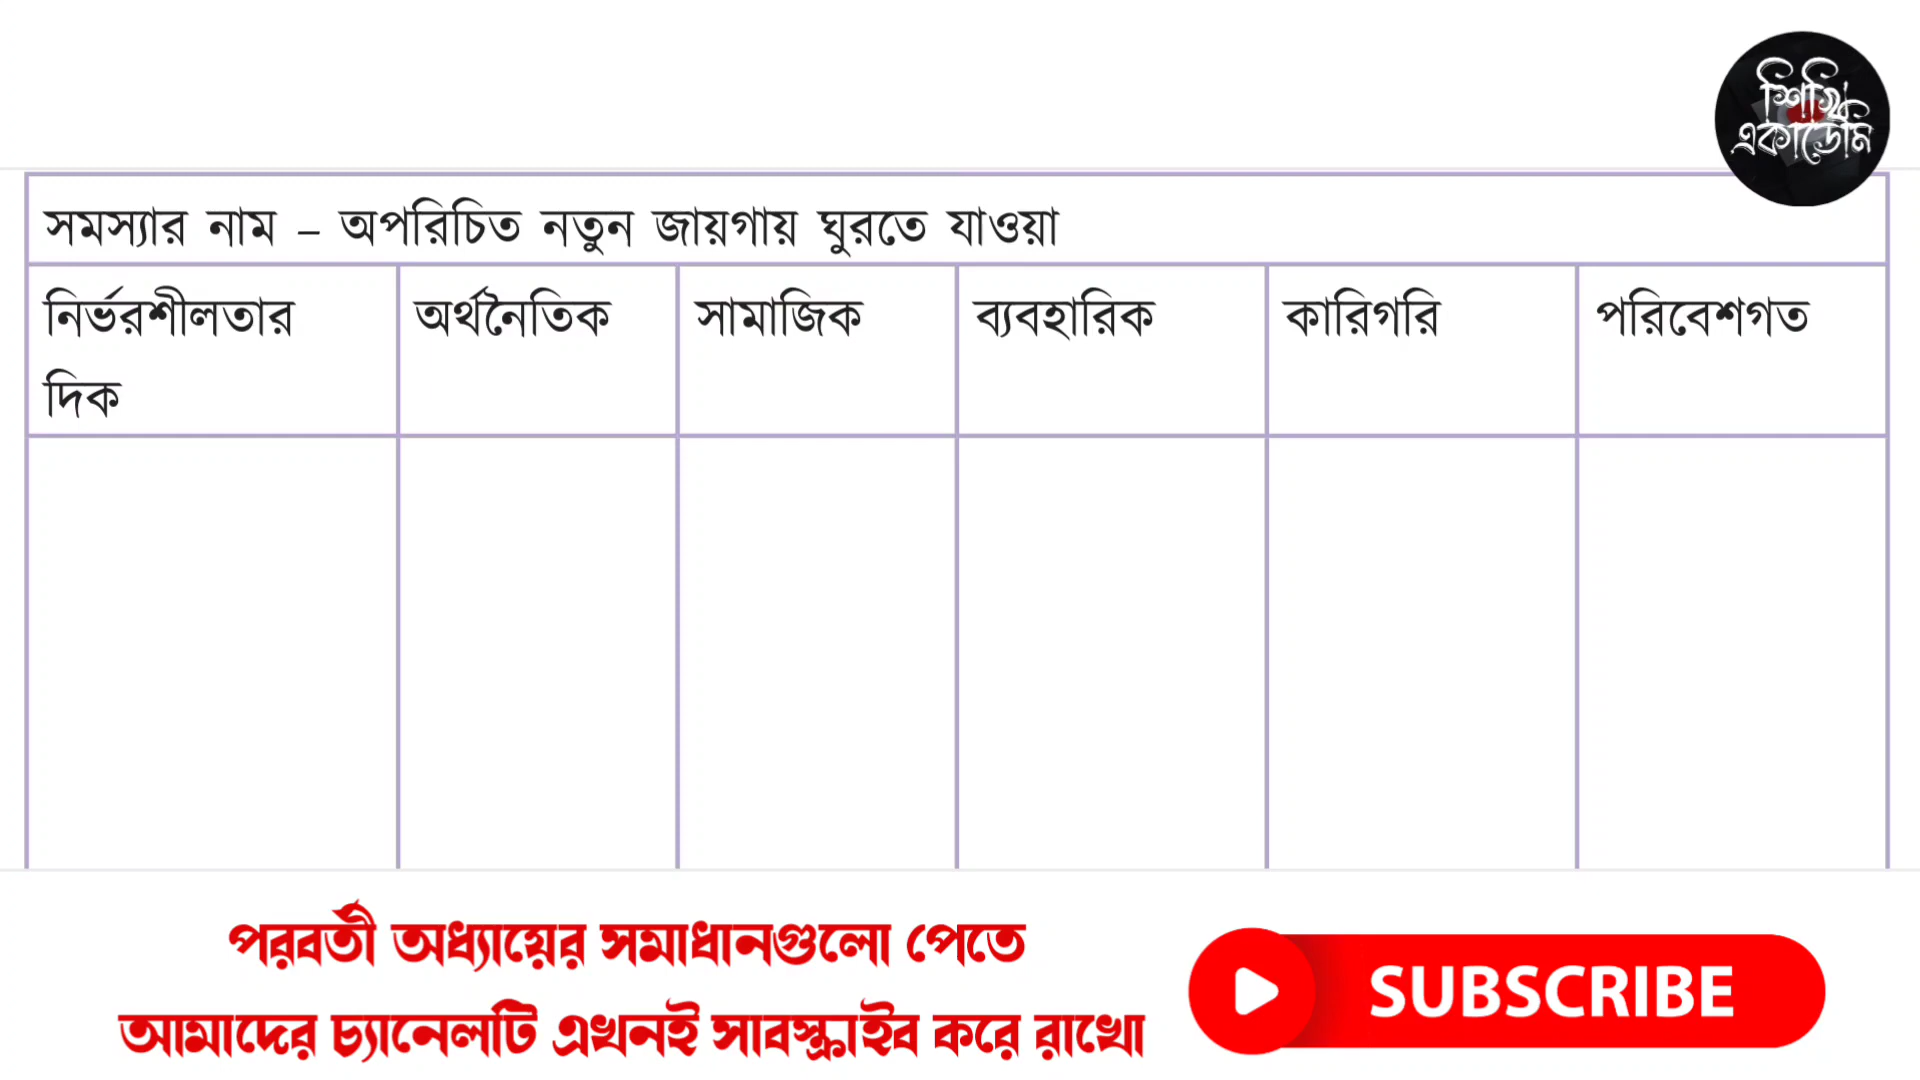 শিখি
একাডেমি
সমস্যার নাম – অপরিচিত নতুন জায়গায় ঘুরতে যাওয়া
নির্ভরশীলতার দিক
অর্থনৈতিক
সামাজিক
ব্যবহারিক
কারিগরি
পরিবেশগত
পরবর্তী অধ্যায়ের সমাধানগুলো পেতে
আমাদের চ্যানেলটি এখনই সাবস্ক্রাইব করে রাখো
SUBSCRIBE